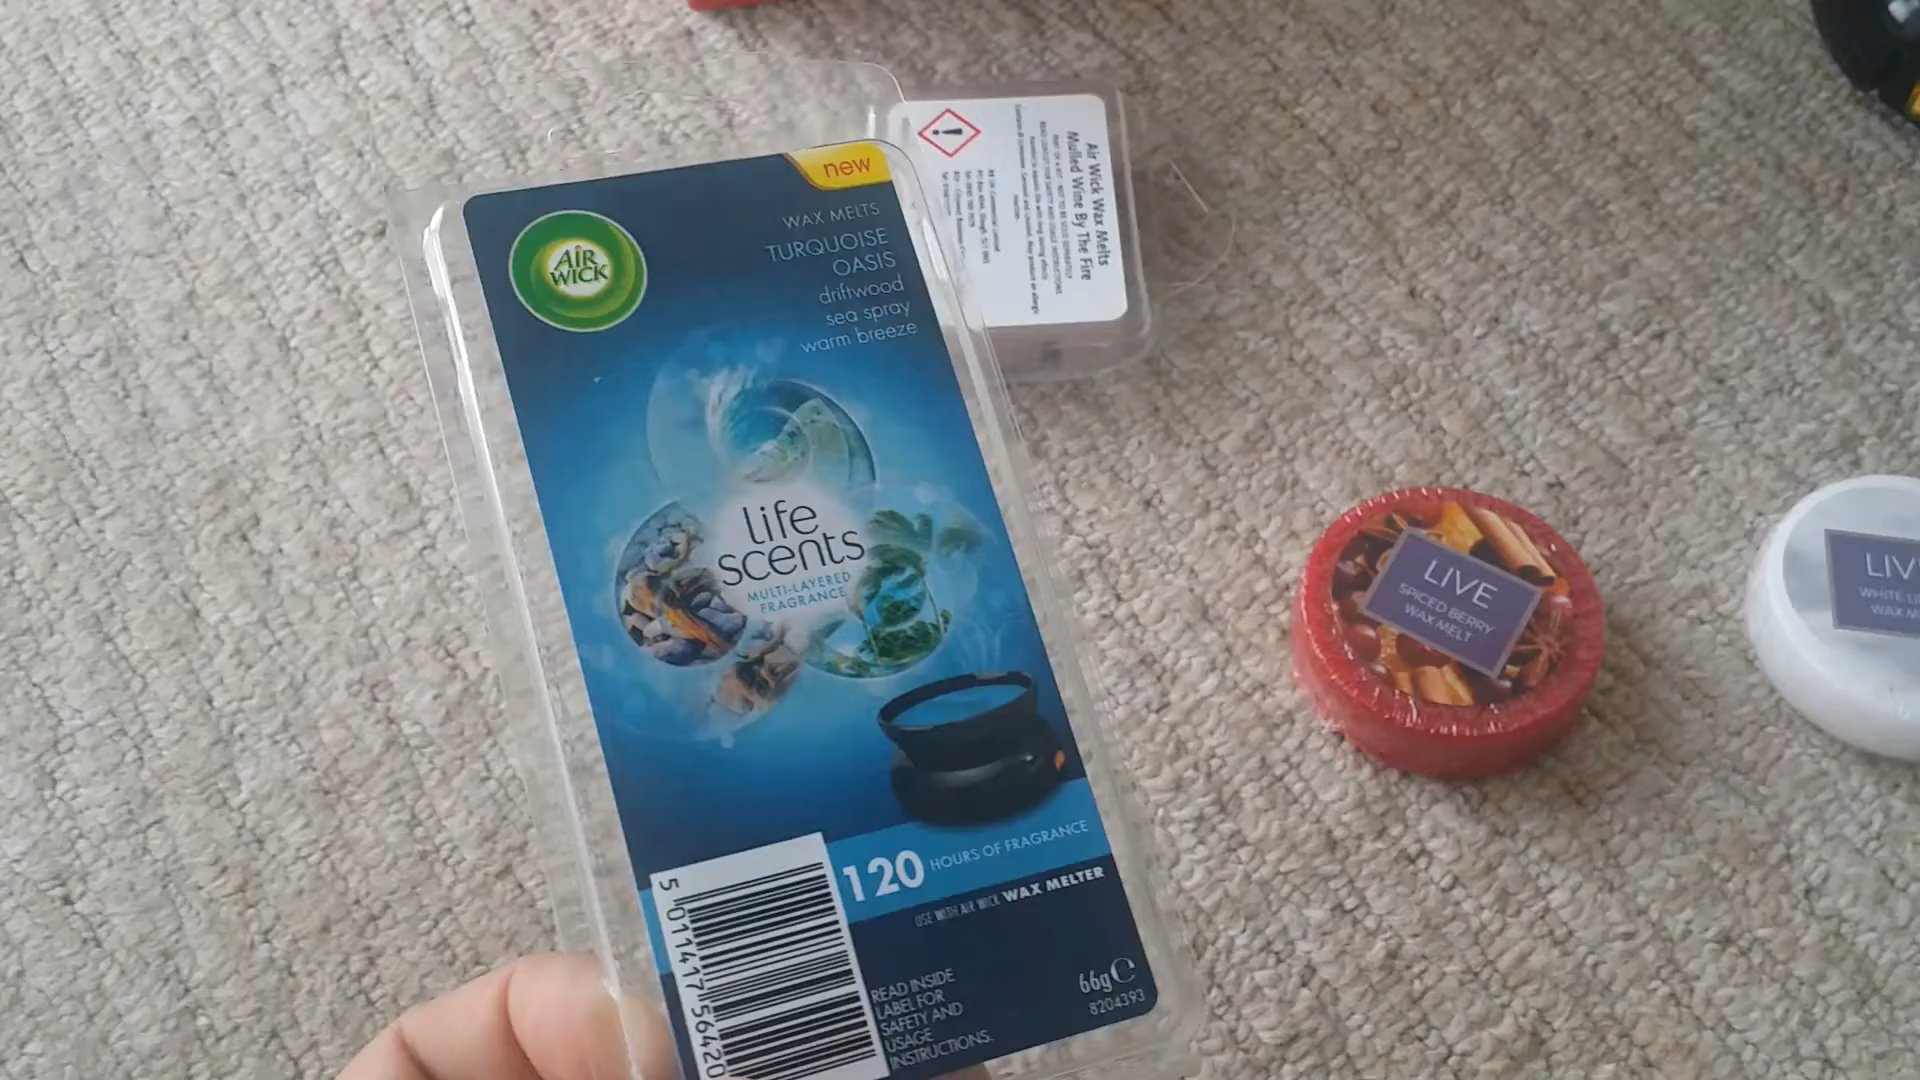 new
AIR
WICK
WAX MELTS
TURQUOISE
OASIS
driftwood
sea spray
warm breeze
life
scents
MULTI-LAYERED
FRAGRANCE
120 HOURS OF FRAGRANCE
USE WITH AIR WICK WAX MELTER
READ INSIDE
LABEL FOR
SAFETY AND
USAGE
INSTRUCTIONS.
66g℮
8204393
5 011417 56420
Air Wick Wax Melts
Mulled Wine By The Fire
LIVE
SPICED BERRY
WAX MELT
WHITE
WAX